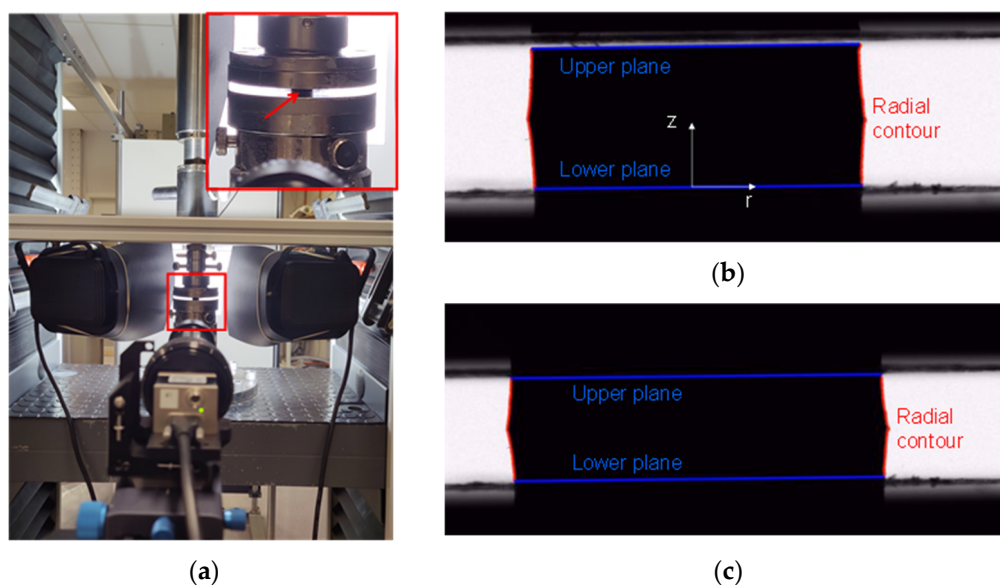 Upper plane
Radial
contour
Z
Lower plane
r
(b)
Upper plane
Radial
contour
Lower plane
(a)
(c)